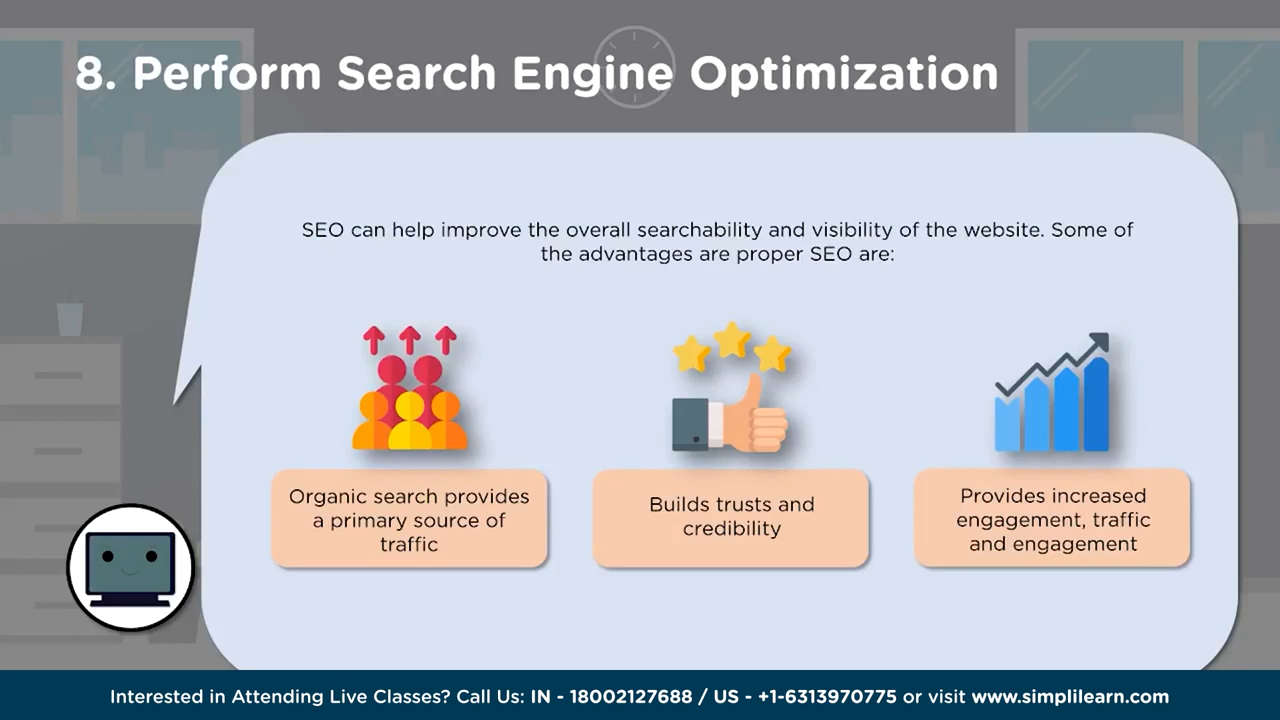 8. Perform Search Engine Optimization
SEO can help improve the overall searchability and visibility of the website. Some of
the advantages are proper SEO are:
Organic search provides
a primary source of
traffic
Builds trusts and
credibility
Provides increased
engagement, traffic
and engagement
Interested in Attending Live Classes? Call Us: IN - 18002127688 / US - +1-6313970775 or visit www.simplilearn.com